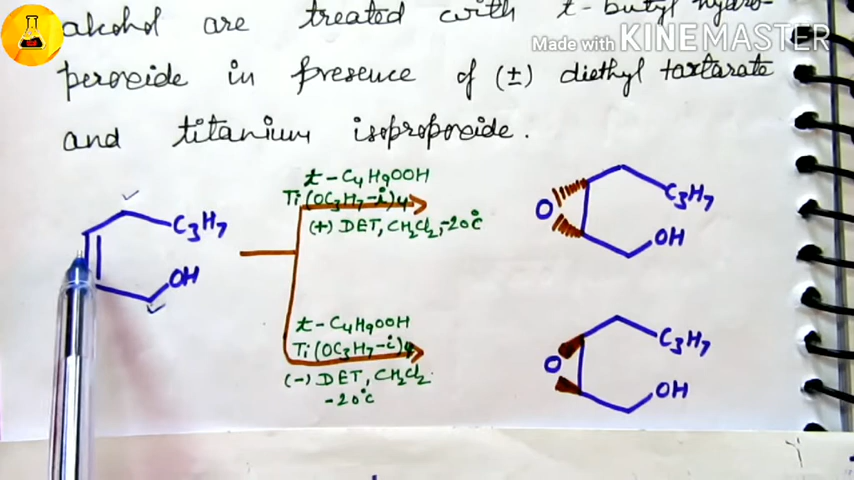 alcohol are treated with t-butyl hydro-
Made with KINEMASTER
peroxide in presence of (±) diethyl tartarate
and titanium isopropoxide.
t-C4H9OOH
Ti(OC3H7-i)4
(+) DET, CH2Cl2, -20°C
C3H7
OH
O
C3H7
OH
t-C4H9OOH
Ti(OC3H7-i)4
(-) DET, CH2Cl2
-20°C
O
C3H7
OH